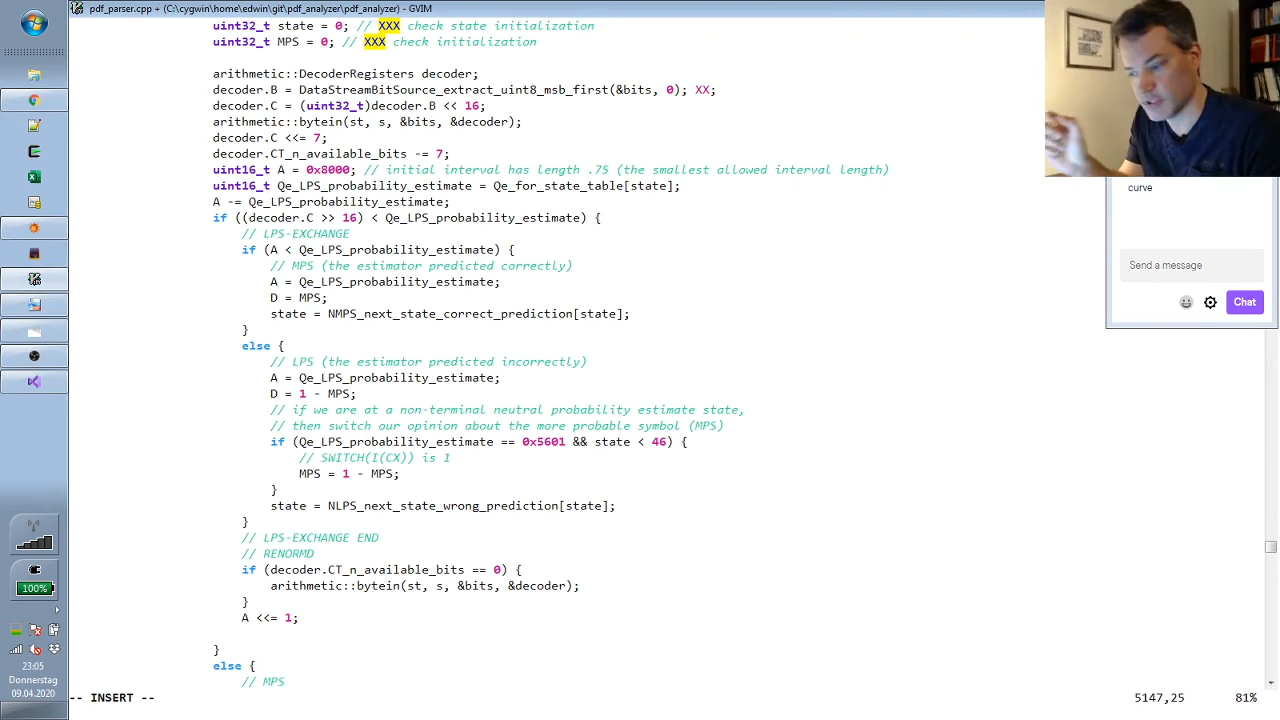 pdf_parser.cpp + (C:\cygwin\home\edwin\git\pdf_analyzer\pdf_analyzer) - GVIM
uint32_t state = 0; // XXX check state initialization
uint32_t MPS = 0; // XXX check initialization
arithmetic::DecoderRegisters decoder;
decoder.B = DataStreamBitSource_extract_uint8_msb_first(&bits, 0); XX;
decoder.C = (uint32_t)decoder.B << 16;
arithmetic::bytein(st, s, &bits, &decoder);
decoder.C <<= 7;
decoder.CT_n_available_bits -= 7;
uint16_t A = 0x8000; // initial interval has length .75 (the smallest allowed interval length)
uint16_t Qe_LPS_probability_estimate = Qe_for_state_table[state];
A -= Qe_LPS_probability_estimate;
if ((decoder.C >> 16) < Qe_LPS_probability_estimate) {
// LPS-EXCHANGE
if (A < Qe_LPS_probability_estimate) {
// MPS (the estimator predicted correctly)
A = Qe_LPS_probability_estimate;
D = MPS;
state = NMPS_next_state_correct_prediction[state];
}
else {
// LPS (the estimator predicted incorrectly)
A = Qe_LPS_probability_estimate;
D = 1 - MPS;
// if we are at a non-terminal neutral probability estimate state,
// then switch our opinion about the more probable symbol (MPS)
if (Qe_LPS_probability_estimate == 0x5601 && state < 46) {
// SWITCH(I(CX)) is 1
MPS = 1 - MPS;
}
state = NLPS_next_state_wrong_prediction[state];
}
// LPS-EXCHANGE END
// RENORMD
if (decoder.CT_n_available_bits == 0) {
arithmetic::bytein(st, s, &bits, &decoder);
}
A <<= 1;
}
else {
// MPS
-- INSERT --
5147,25
81%
curve
Send a message
Chat
100%
23:05
Donnerstag
09.04.2020